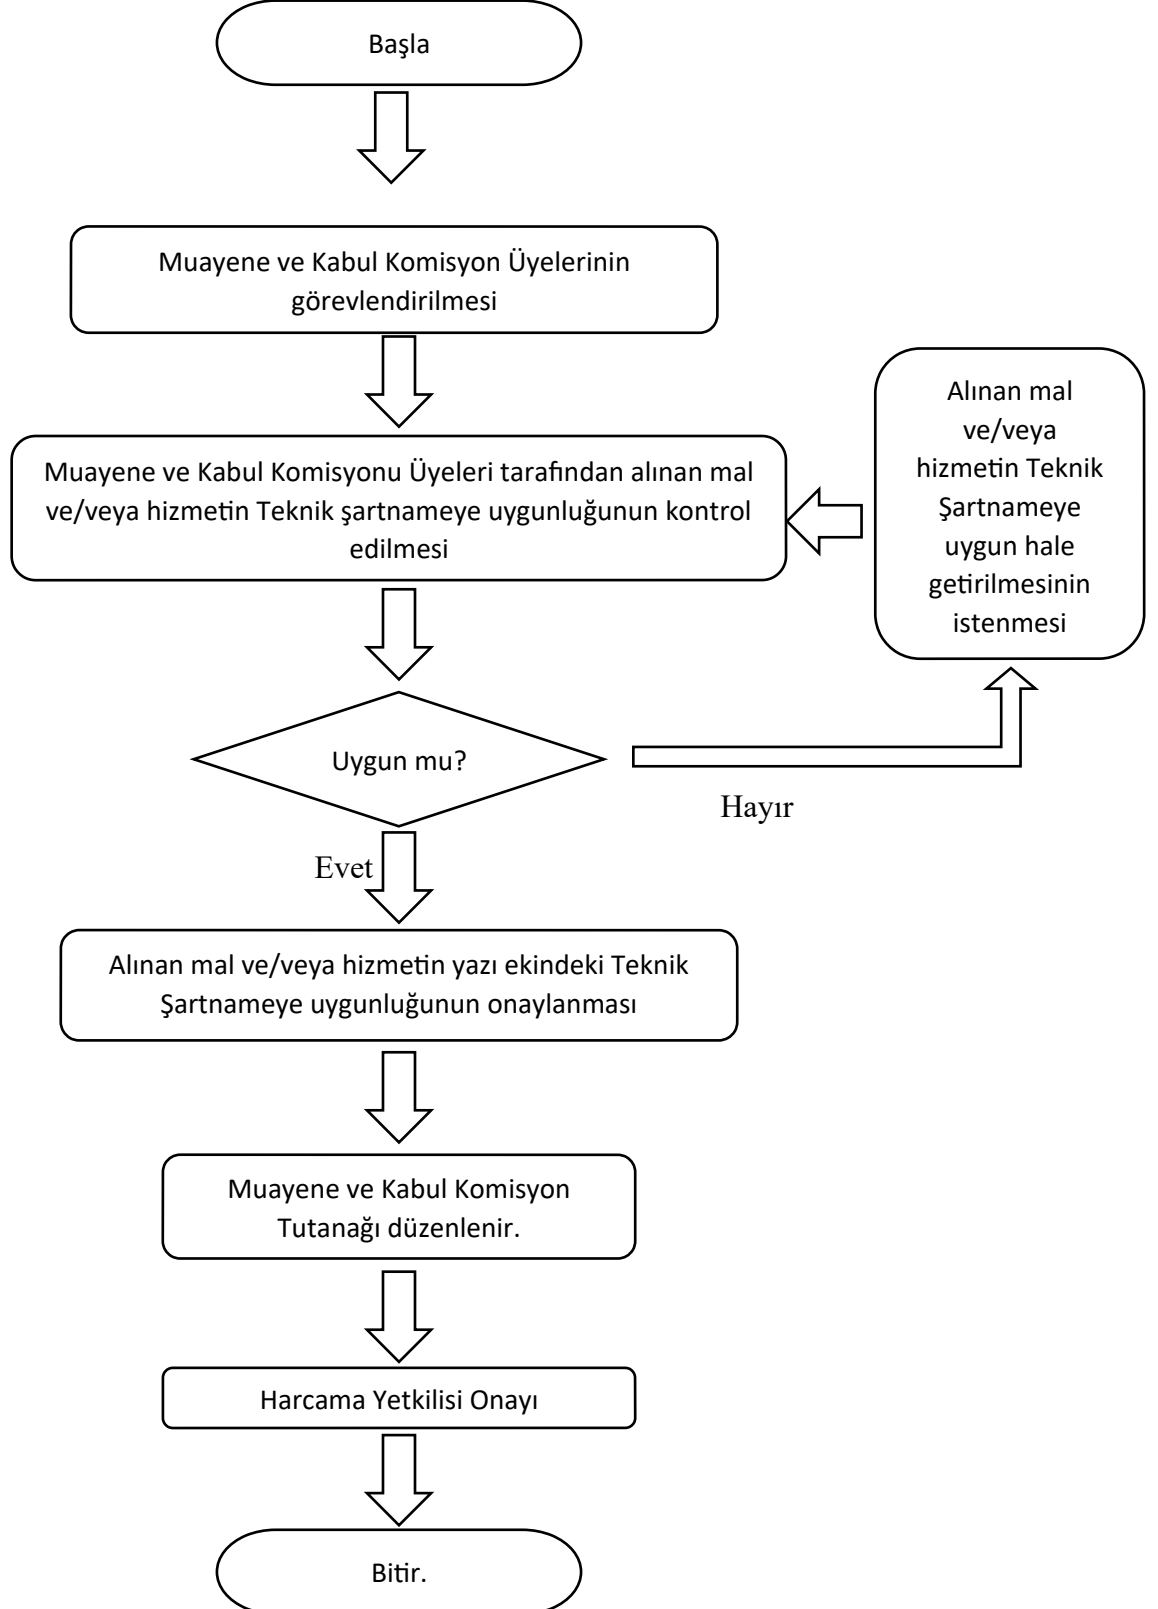 Başla
Muayene ve Kabul Komisyon Üyelerinin
görevlendirilmesi
Muayene ve Kabul Komisyonu Üyeleri tarafından alınan mal
ve/veya hizmetin Teknik şartnameye uygunluğunun kontrol
edilmesi
Alınan mal
ve/veya
hizmetin Teknik
Şartnameye
uygun hale
getirilmesinin
istenmesi
Uygun mu?
Hayır
Evet
Alınan mal ve/veya hizmetin yazı ekindeki Teknik
Şartnameye uygunluğunun onaylanması
Muayene ve Kabul Komisyon
Tutanağı düzenlenir.
Harcama Yetkilisi Onayı
Bitir.